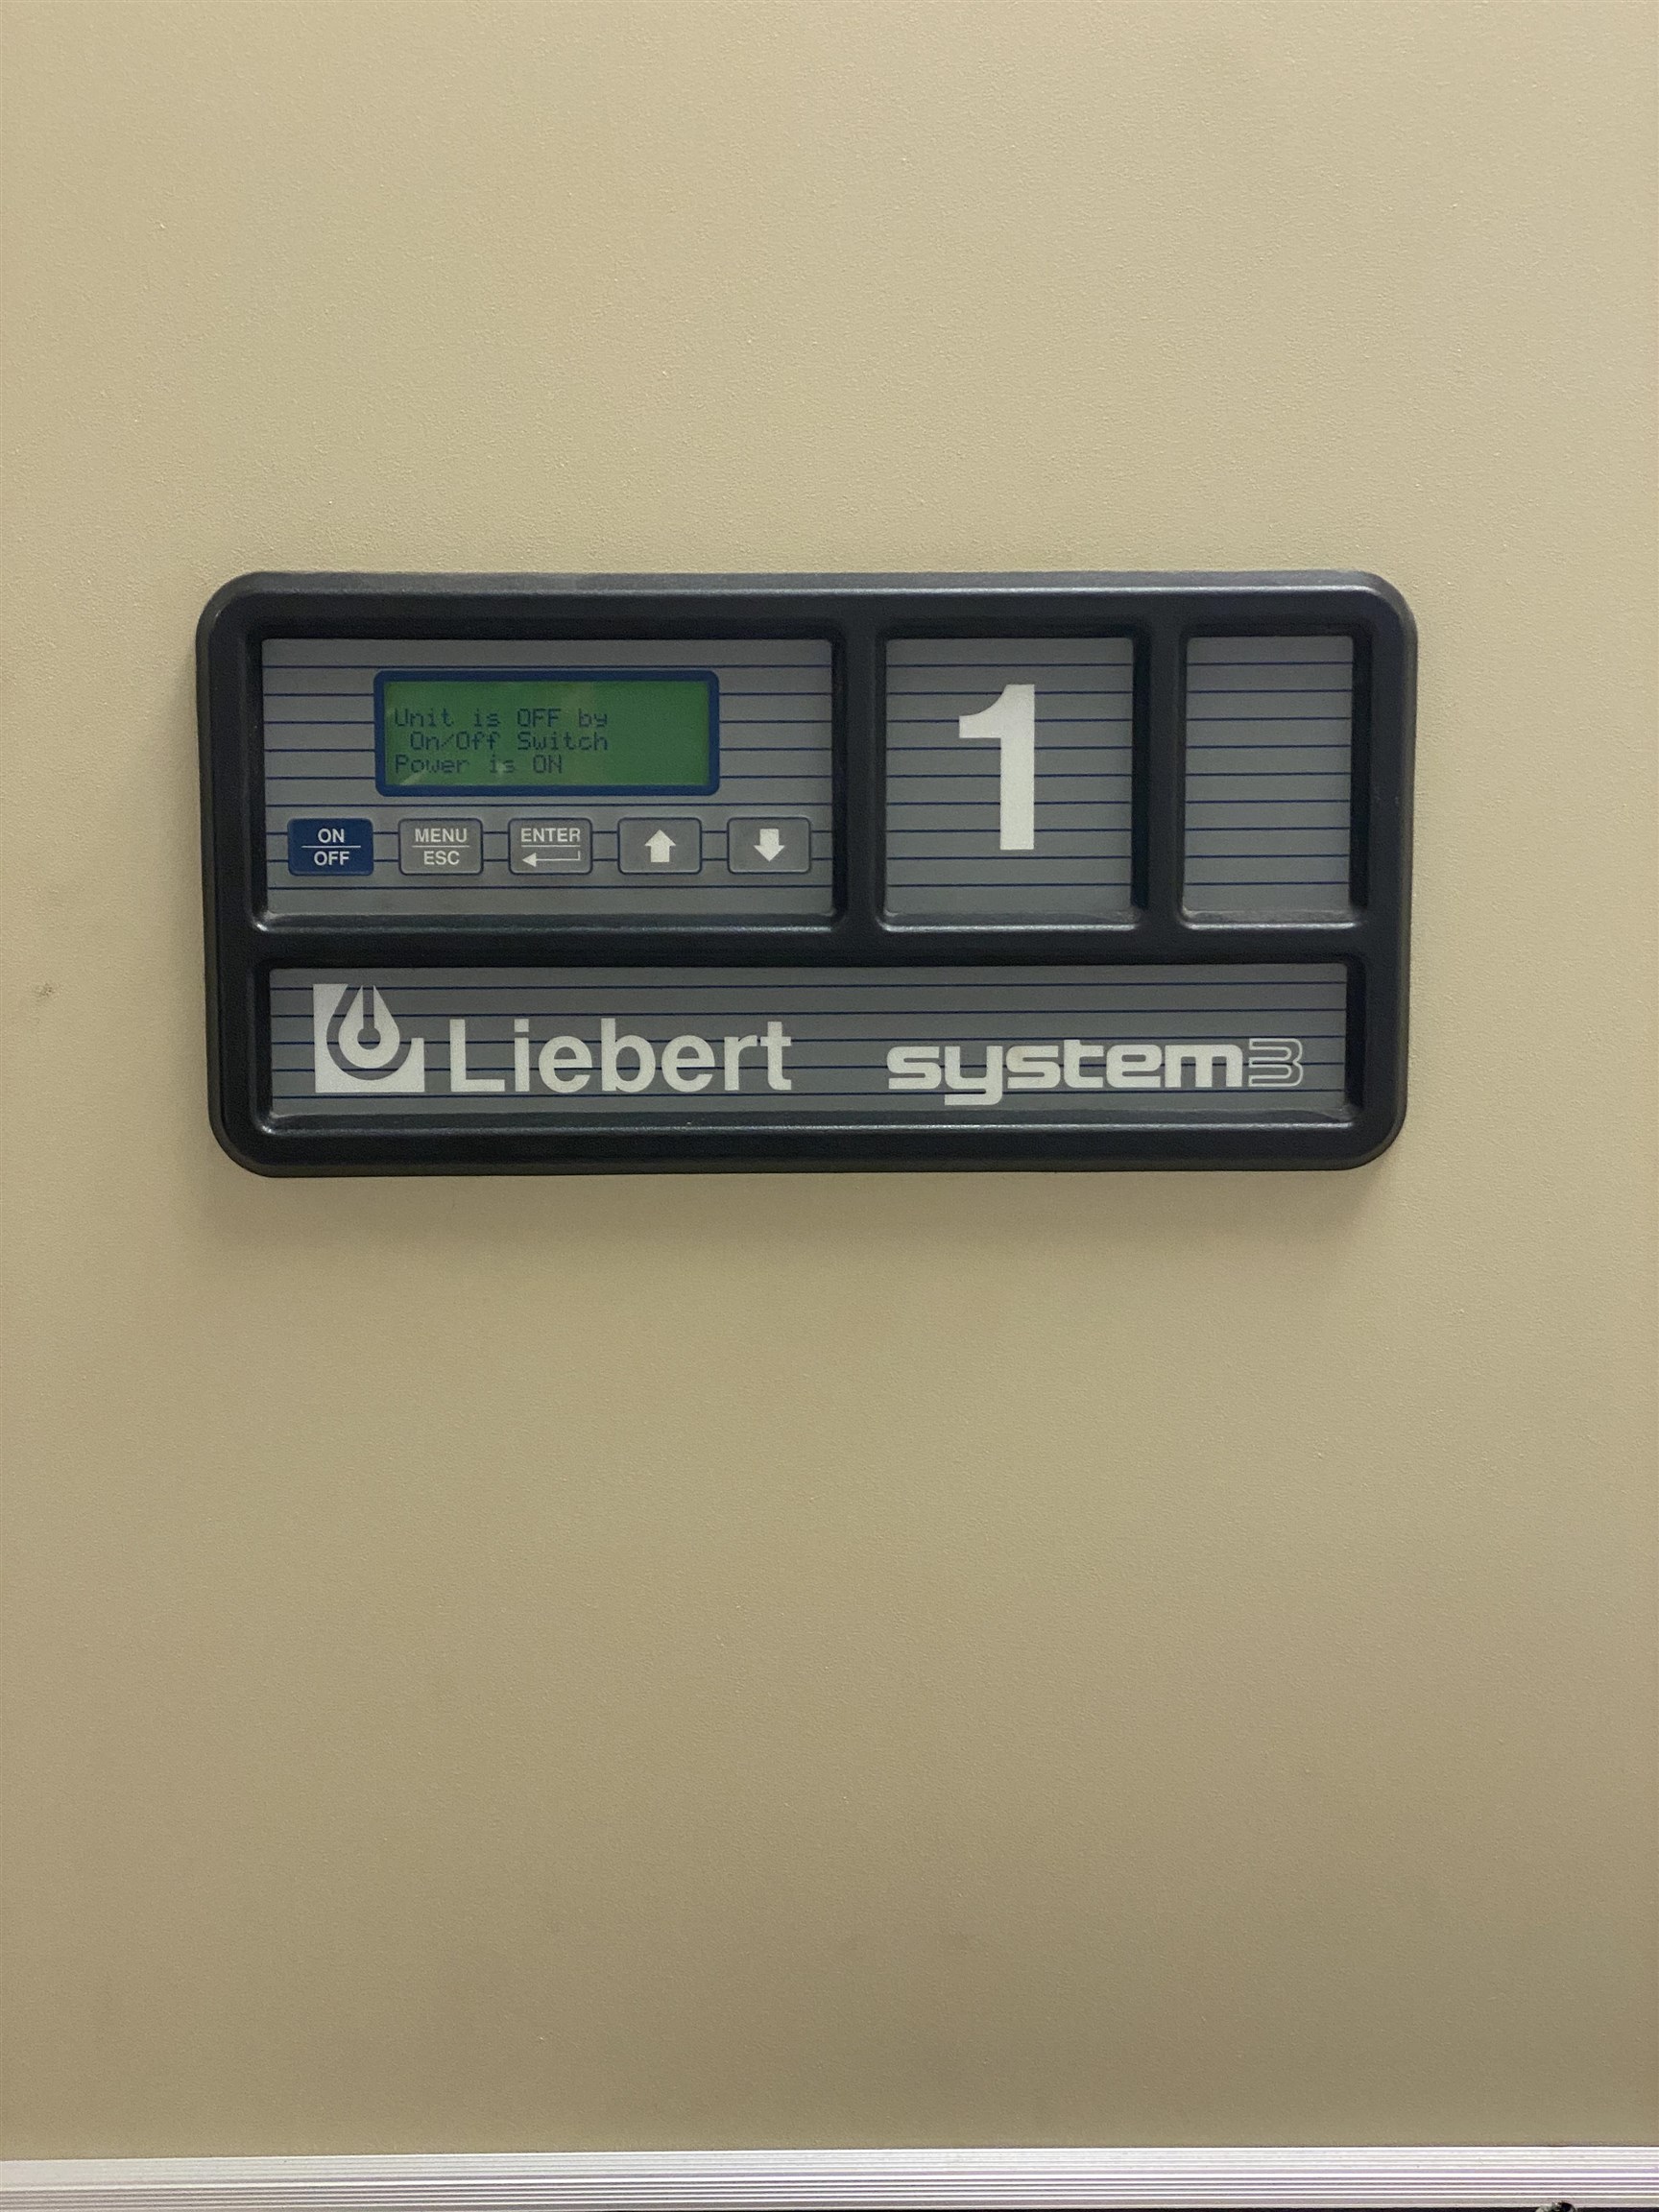 Unit is OFF by
On/Off Switch
Power is ON
ON
OFF
MENU
ESC
ENTER
1
Liebert system3